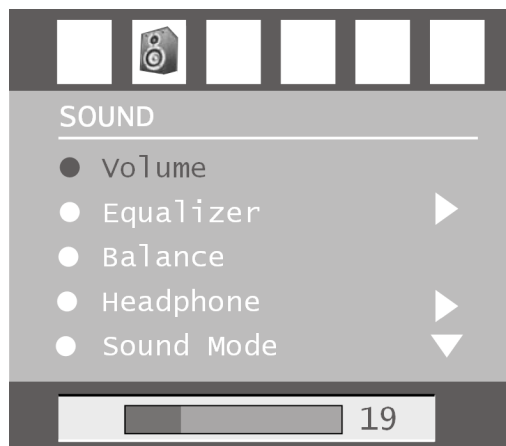 SOUND
Volume
Equalizer
Balance
Headphone
Sound Mode
19